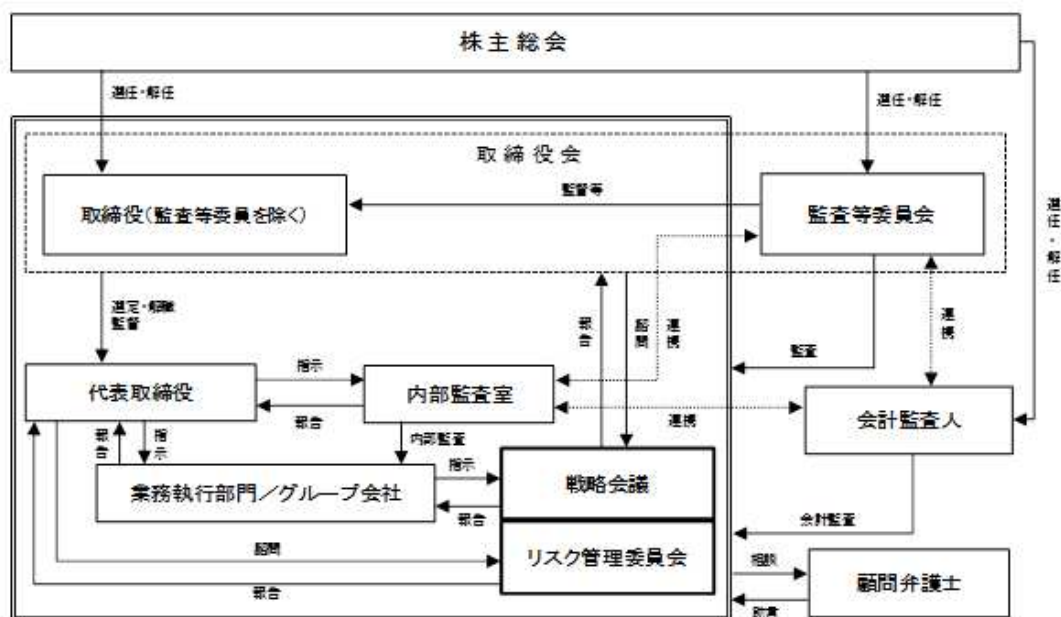 株主総会
選任・解任
選任・解任
選任・解任
取締役会
取締役(監査等委員を除く)
監督等
監査等委員会
選定・解職
監督
報告
諮問
連携
連携
監査
代表取締役
指示
報告
内部監査室
連携
会計監査人
報告
指示
内部監査
業務執行部門／グループ会社
指示
報告
戦略会議
リスク管理委員会
諮問
報告
会計監査
相談
助言
顧問弁護士